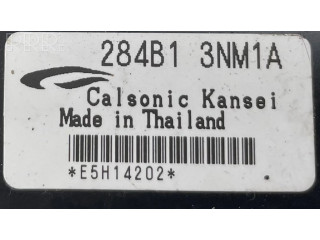 284B1 3NM1A
Calsonic Kansei
Made in Thailand
*E5H14202*